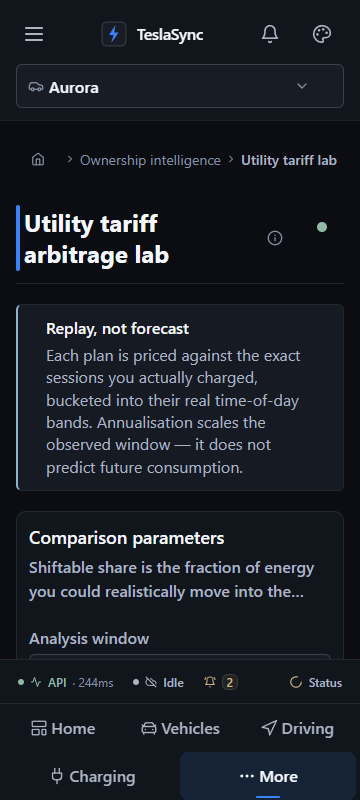 TeslaSync
Aurora
Ownership intelligence
Utility tariff lab
Utility tariff
arbitrage lab
Replay, not forecast
Each plan is priced against the exact
sessions you actually charged,
bucketed into their real time-of-day
bands. Annualisation scales the
observed window — it does not
predict future consumption.
Comparison parameters
Shiftable share is the fraction of energy
you could realistically move into the…
Analysis window
API · 244ms
Idle
2
Status
Home
Vehicles
Driving
Charging
More